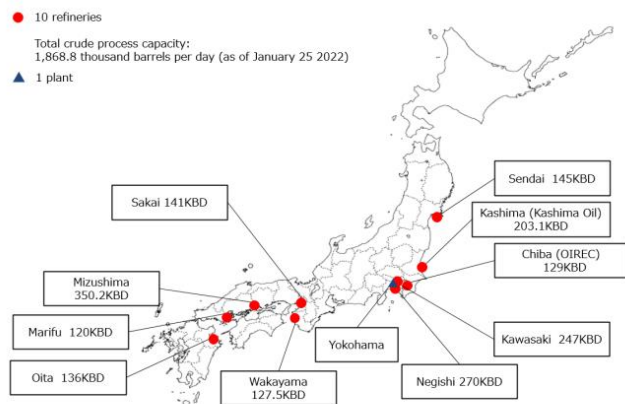 10 refineries
Total crude process capacity:
1,868.8 thousand barrels per day (as of January 25 2022)
1 plant
Sendai 145KBD
Sakai 141KBD
Kashima (Kashima Oil)
203.1KBD
Chiba (OIREC)
129KBD
Mizushima
350.2KBD
Marifu 120KBD
Yokohama
Kawasaki 247KBD
Oita 136KBD
Wakayama
127.5KBD
Negishi 270KBD